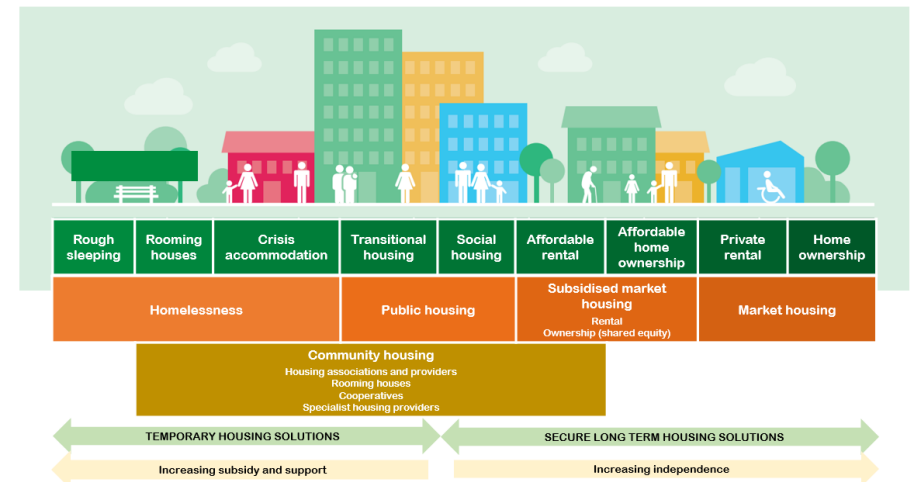 Rough
sleeping
Rooming
houses
Crisis
accommodation
Transitional
housing
Social
housing
Affordable
rental
Affordable
home
ownership
Private
rental
Home
ownership
Homelessness
Public housing
Subsidised market
housing
Rental
Ownership (shared equity)
Market housing
Community housing
Housing associations and providers
Rooming houses
Cooperatives
Specialist housing providers
TEMPORARY HOUSING SOLUTIONS
SECURE LONG TERM HOUSING SOLUTIONS
Increasing subsidy and support
Increasing independence